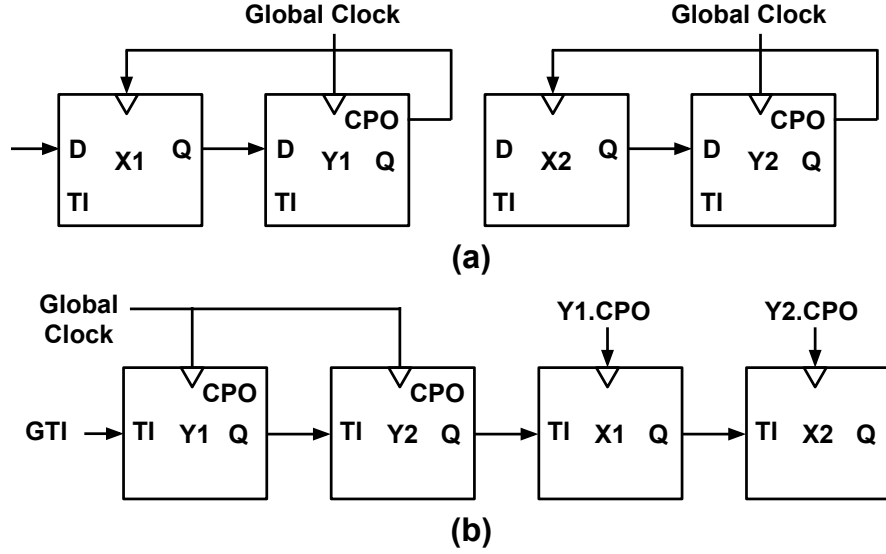 Global Clock Global Clock
CPO CPO
D X1 Q D Y1 Q D X2 Q D Y2 Q
TI TI TI TI
(a)
Global Clock Y1.CPO Y2.CPO
CPO CPO
GTI TI Y1 Q TI Y2 Q TI X1 Q TI X2 Q
(b)